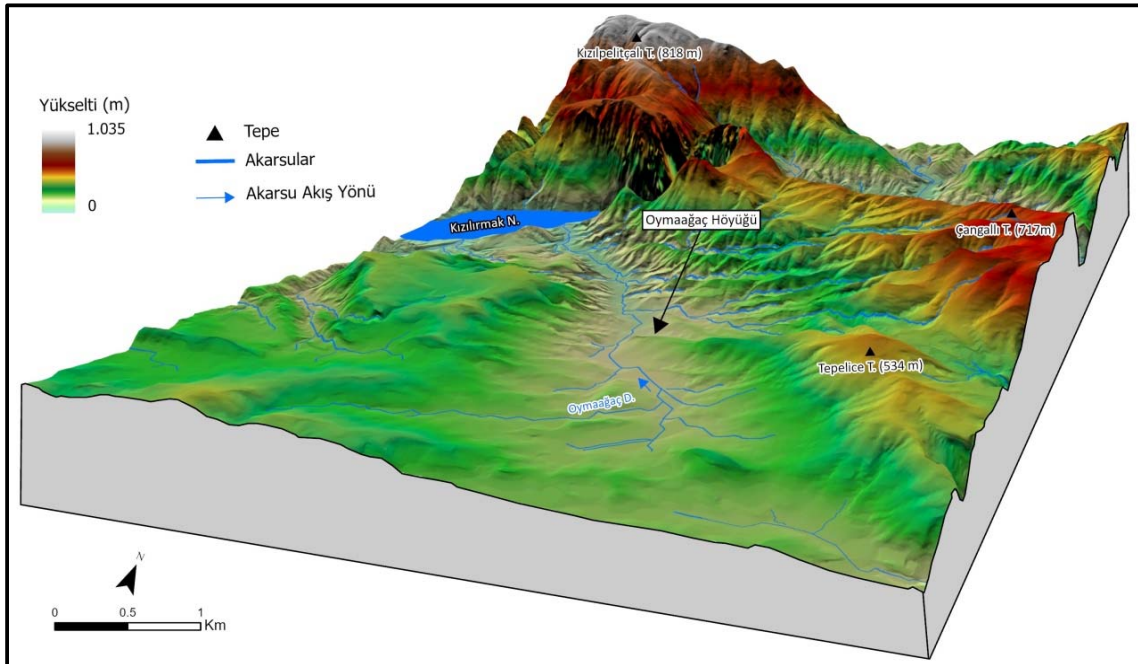 Kızılpelitçalı T. (818 m)
Yükselti (m)
1.035
0
Tepe
Akarsular
Akarsu Akış Yönü
Kızılırmak N.
Oymaağaç Höyüğü
Çangallı T. (717m)
Tepelice T. (534 m)
Oymaağaç D.
N
0 0.5 1
Km